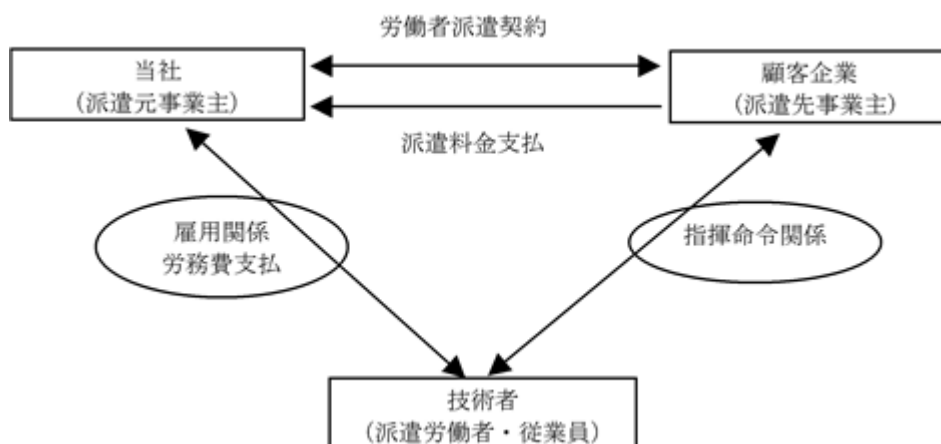 労働者派遣契約
当社
(派遣元事業主)
顧客企業
(派遣先事業主)
派遣料金支払
雇用関係
労務費支払
指揮命令関係
技術者
(派遣労働者・従業員)